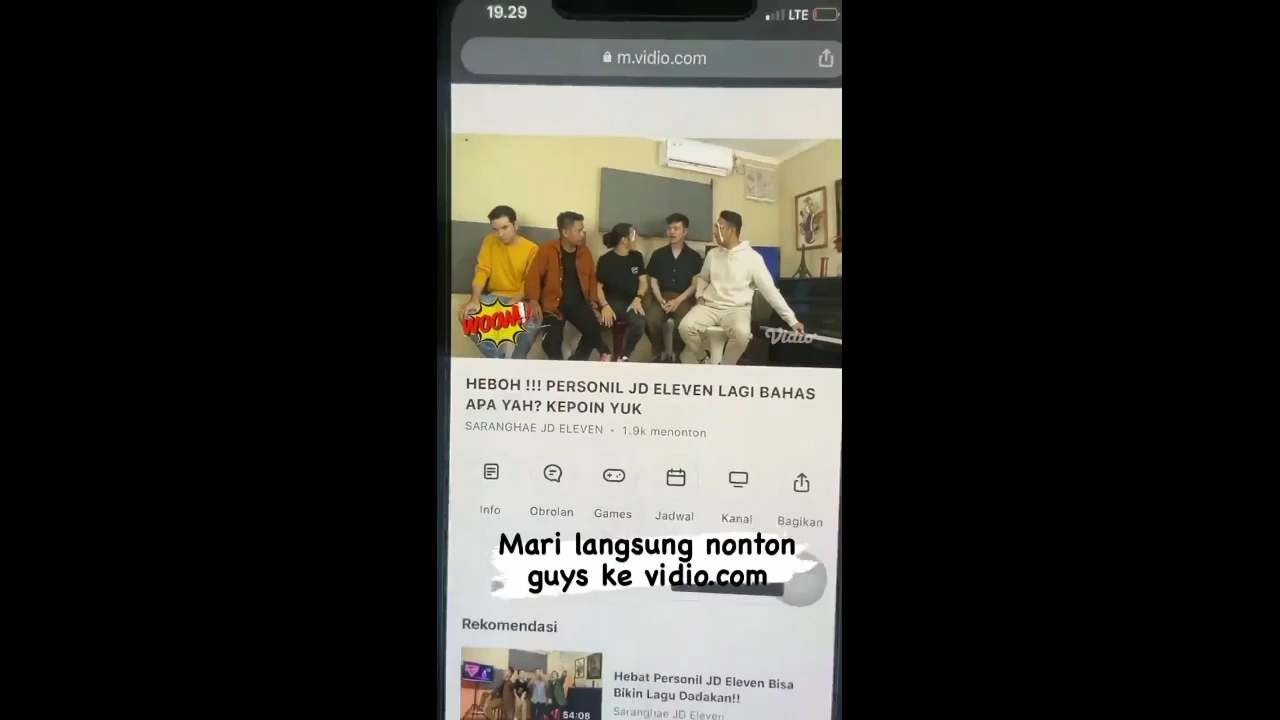 19.29
LTE
m.vidio.com
WOOW!!
Vidio
HEBOH !!! PERSONIL JD ELEVEN LAGI BAHAS
APA YAH? KEPOIN YUK
SARANGHAE JD ELEVEN • 1.9k menonton
Info Obrolan Games Jadwal Kanal Bagikan
Mari langsung nonton
guys ke vidio.com
Rekomendasi
Hebat Personil JD Eleven Bisa
Bikin Lagu Dadakan!!
Saranghae JD Eleven
54:08